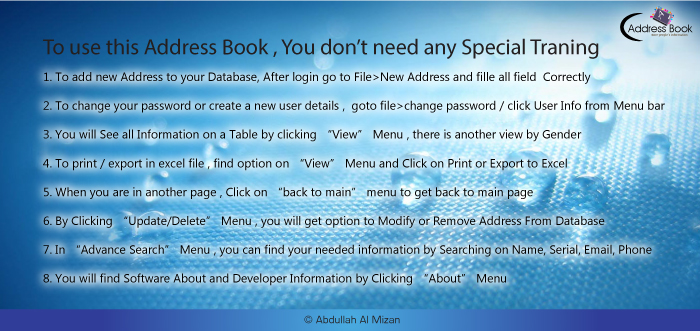 Address Book
To use this Address Book , You don't need any Special Traning
1. To add new Address to your Database, After login go to File>New Address and fille all field Correctly
2. To change your password or create a new user details , goto file>change password / click User Info from Menu bar
3. You will See all Information on a Table by clicking “View” Menu , there is another view by Gender
4. To print / export in excel file , find option on “View” Menu and Click on Print or Export to Excel
5. When you are in another page , Click on “back to main” menu to get back to main page
6. By Clicking “Update/Delete” Menu , you will get option to Modify or Remove Address From Database
7. In “Advance Search” Menu , you can find your needed information by Searching on Name, Serial, Email, Phone
8. You will find Software About and Developer Information by Clicking “About” Menu
© Abdullah Al Mizan